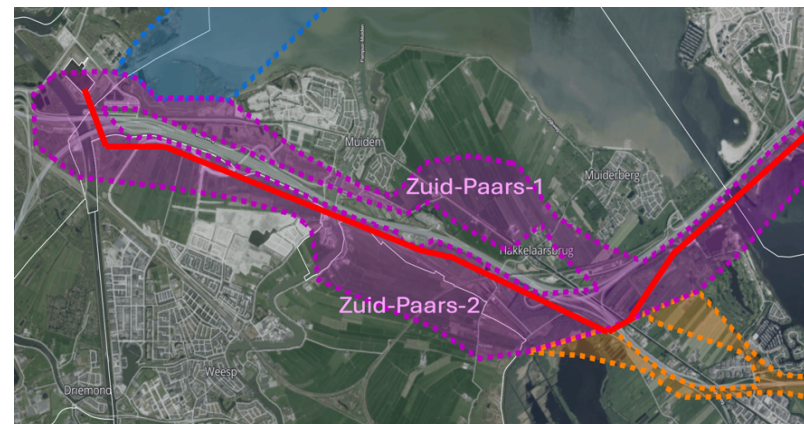 Muiden
Zuid-Paars-1
Muiderberg
Hakkelaarsbrug
Zuid-Paars-2
Weesp
Driemond